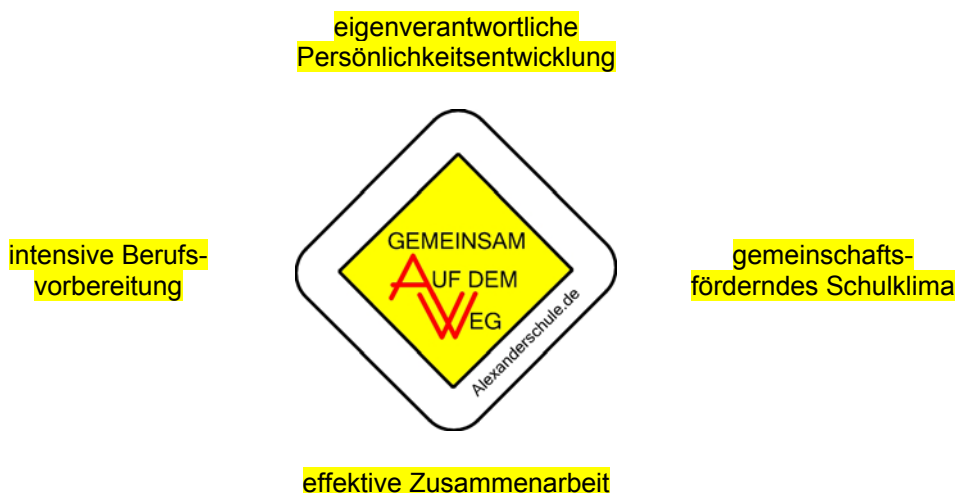 eigenverantwortliche
Persönlichkeitsentwicklung
intensive Berufs-
vorbereitung
GEMEINSAM
AUF DEM
WEG
Alexanderschule.de
gemeinschafts-
förderndes Schulklima
effektive Zusammenarbeit